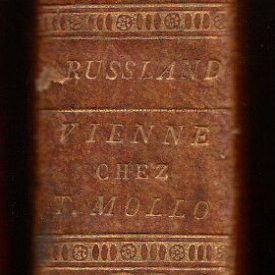 RUSSLAND
VIENNE
CHEZ
T. MOLLO